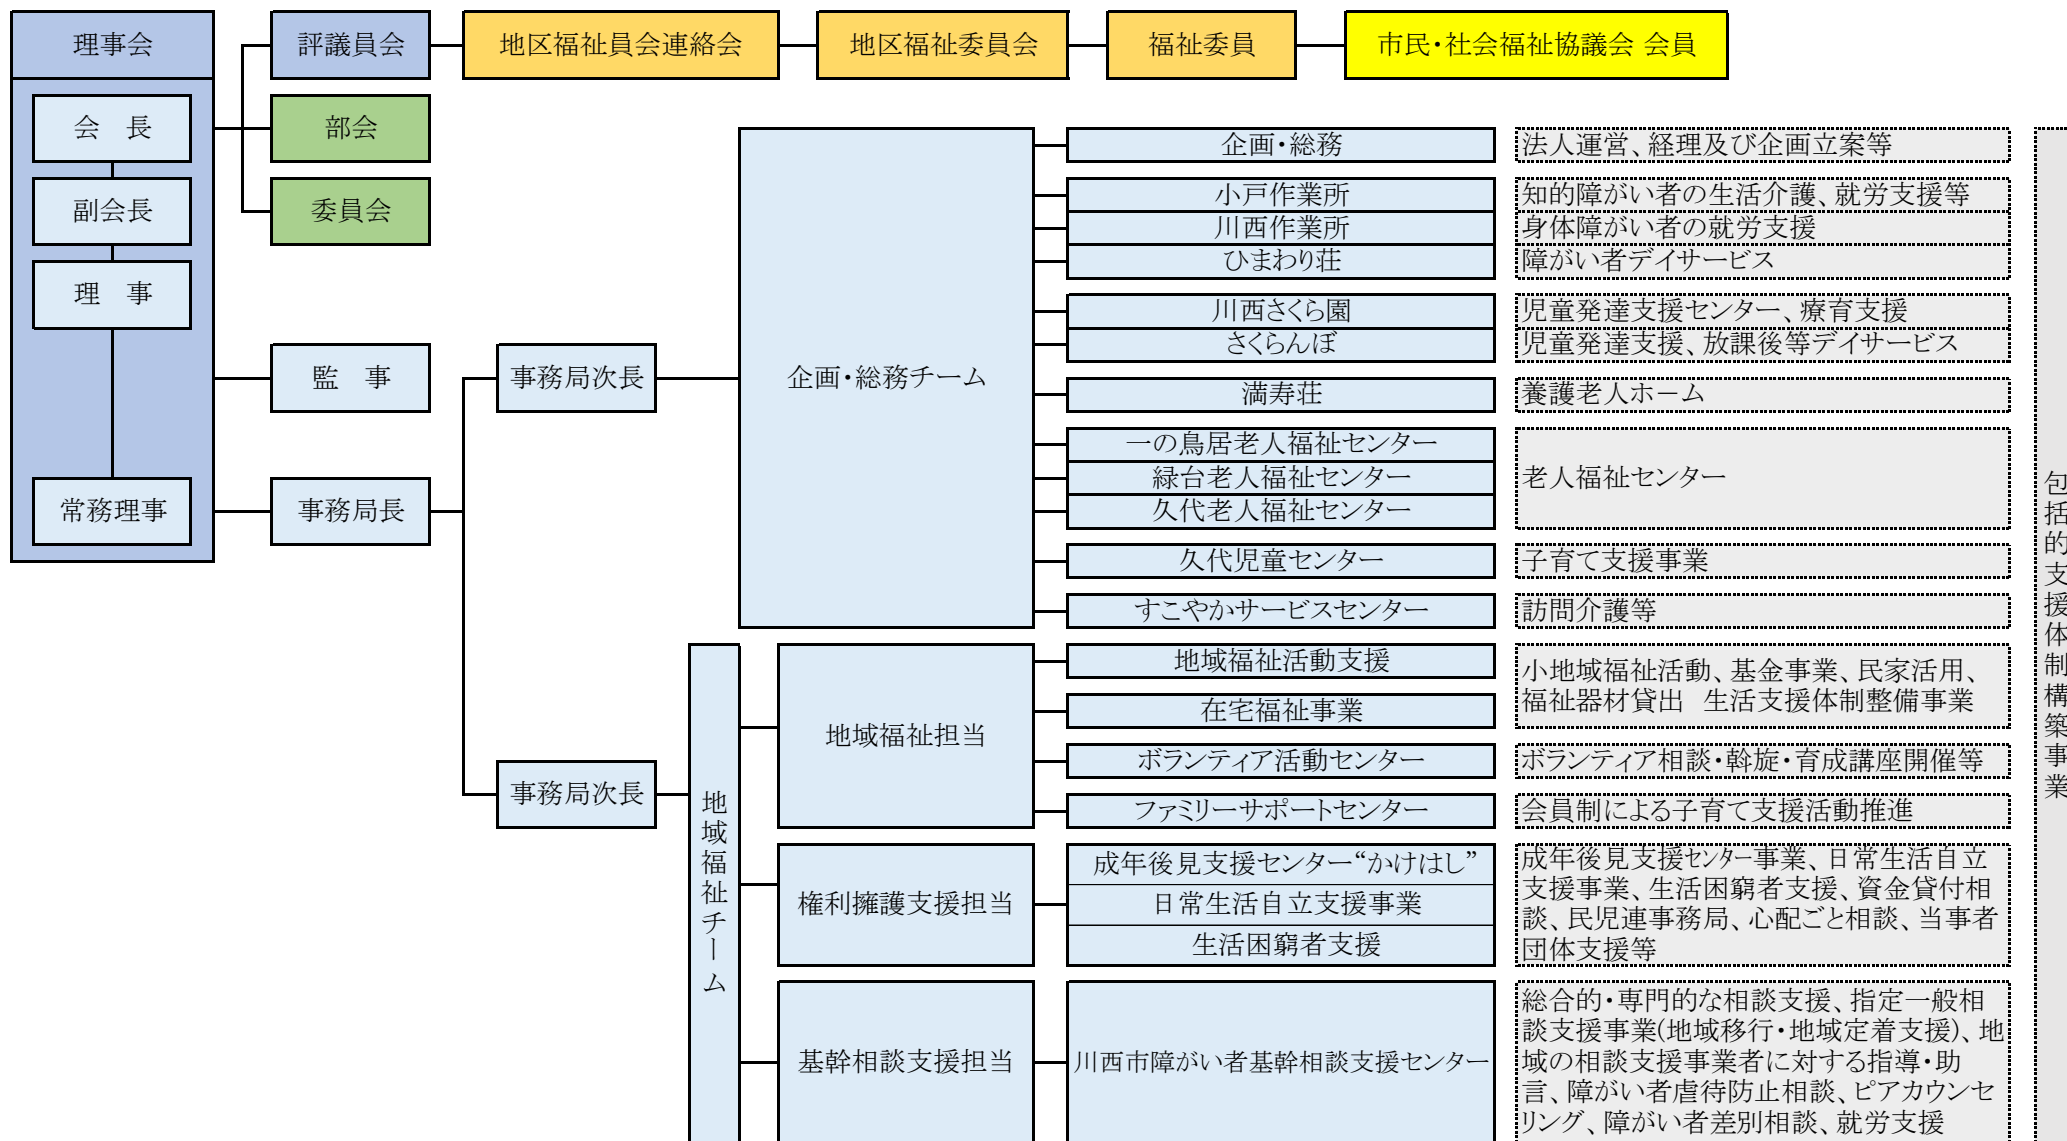 理事会
評議員会
地区福祉員会連絡会
地区福祉委員会
福祉委員
市民・社会福祉協議会 会員
会　長
部会
副会長
委員会
理　事
監　事
常務理事
事務局長
事務局次長
企画・総務チーム
企画・総務
法人運営、経理及び企画立案等
小戸作業所
知的障がい者の生活介護、就労支援等
川西作業所
身体障がい者の就労支援
ひまわり荘
障がい者デイサービス
川西さくら園
児童発達支援センター、療育支援
さくらんぼ
児童発達支援、放課後等デイサービス
満寿荘
養護老人ホーム
一の鳥居老人福祉センター
緑台老人福祉センター
久代老人福祉センター
老人福祉センター
久代児童センター
子育て支援事業
すこやかサービスセンター
訪問介護等
事務局次長
地域福祉チーム
地域福祉担当
地域福祉活動支援
在宅福祉事業
小地域福祉活動、基金事業、民家活用、
福祉器材貸出　生活支援体制整備事業
ボランティア活動センター
ボランティア相談・斡旋・育成講座開催等
ファミリーサポートセンター
会員制による子育て支援活動推進
権利擁護支援担当
成年後見支援センター“かけはし”
日常生活自立支援事業
生活困窮者支援
成年後見支援センター事業、日常生活自立
支援事業、生活困窮者支援、資金貸付相
談、民児連事務局、心配ごと相談、当事者
団体支援等
基幹相談支援担当
川西市障がい者基幹相談支援センター
総合的・専門的な相談支援、指定一般相
談支援事業(地域移行・地域定着支援)、地
域の相談支援事業者に対する指導・助
言、障がい者虐待防止相談、ピアカウンセ
リング、障がい者差別相談、就労支援
包括的支援体制構築事業